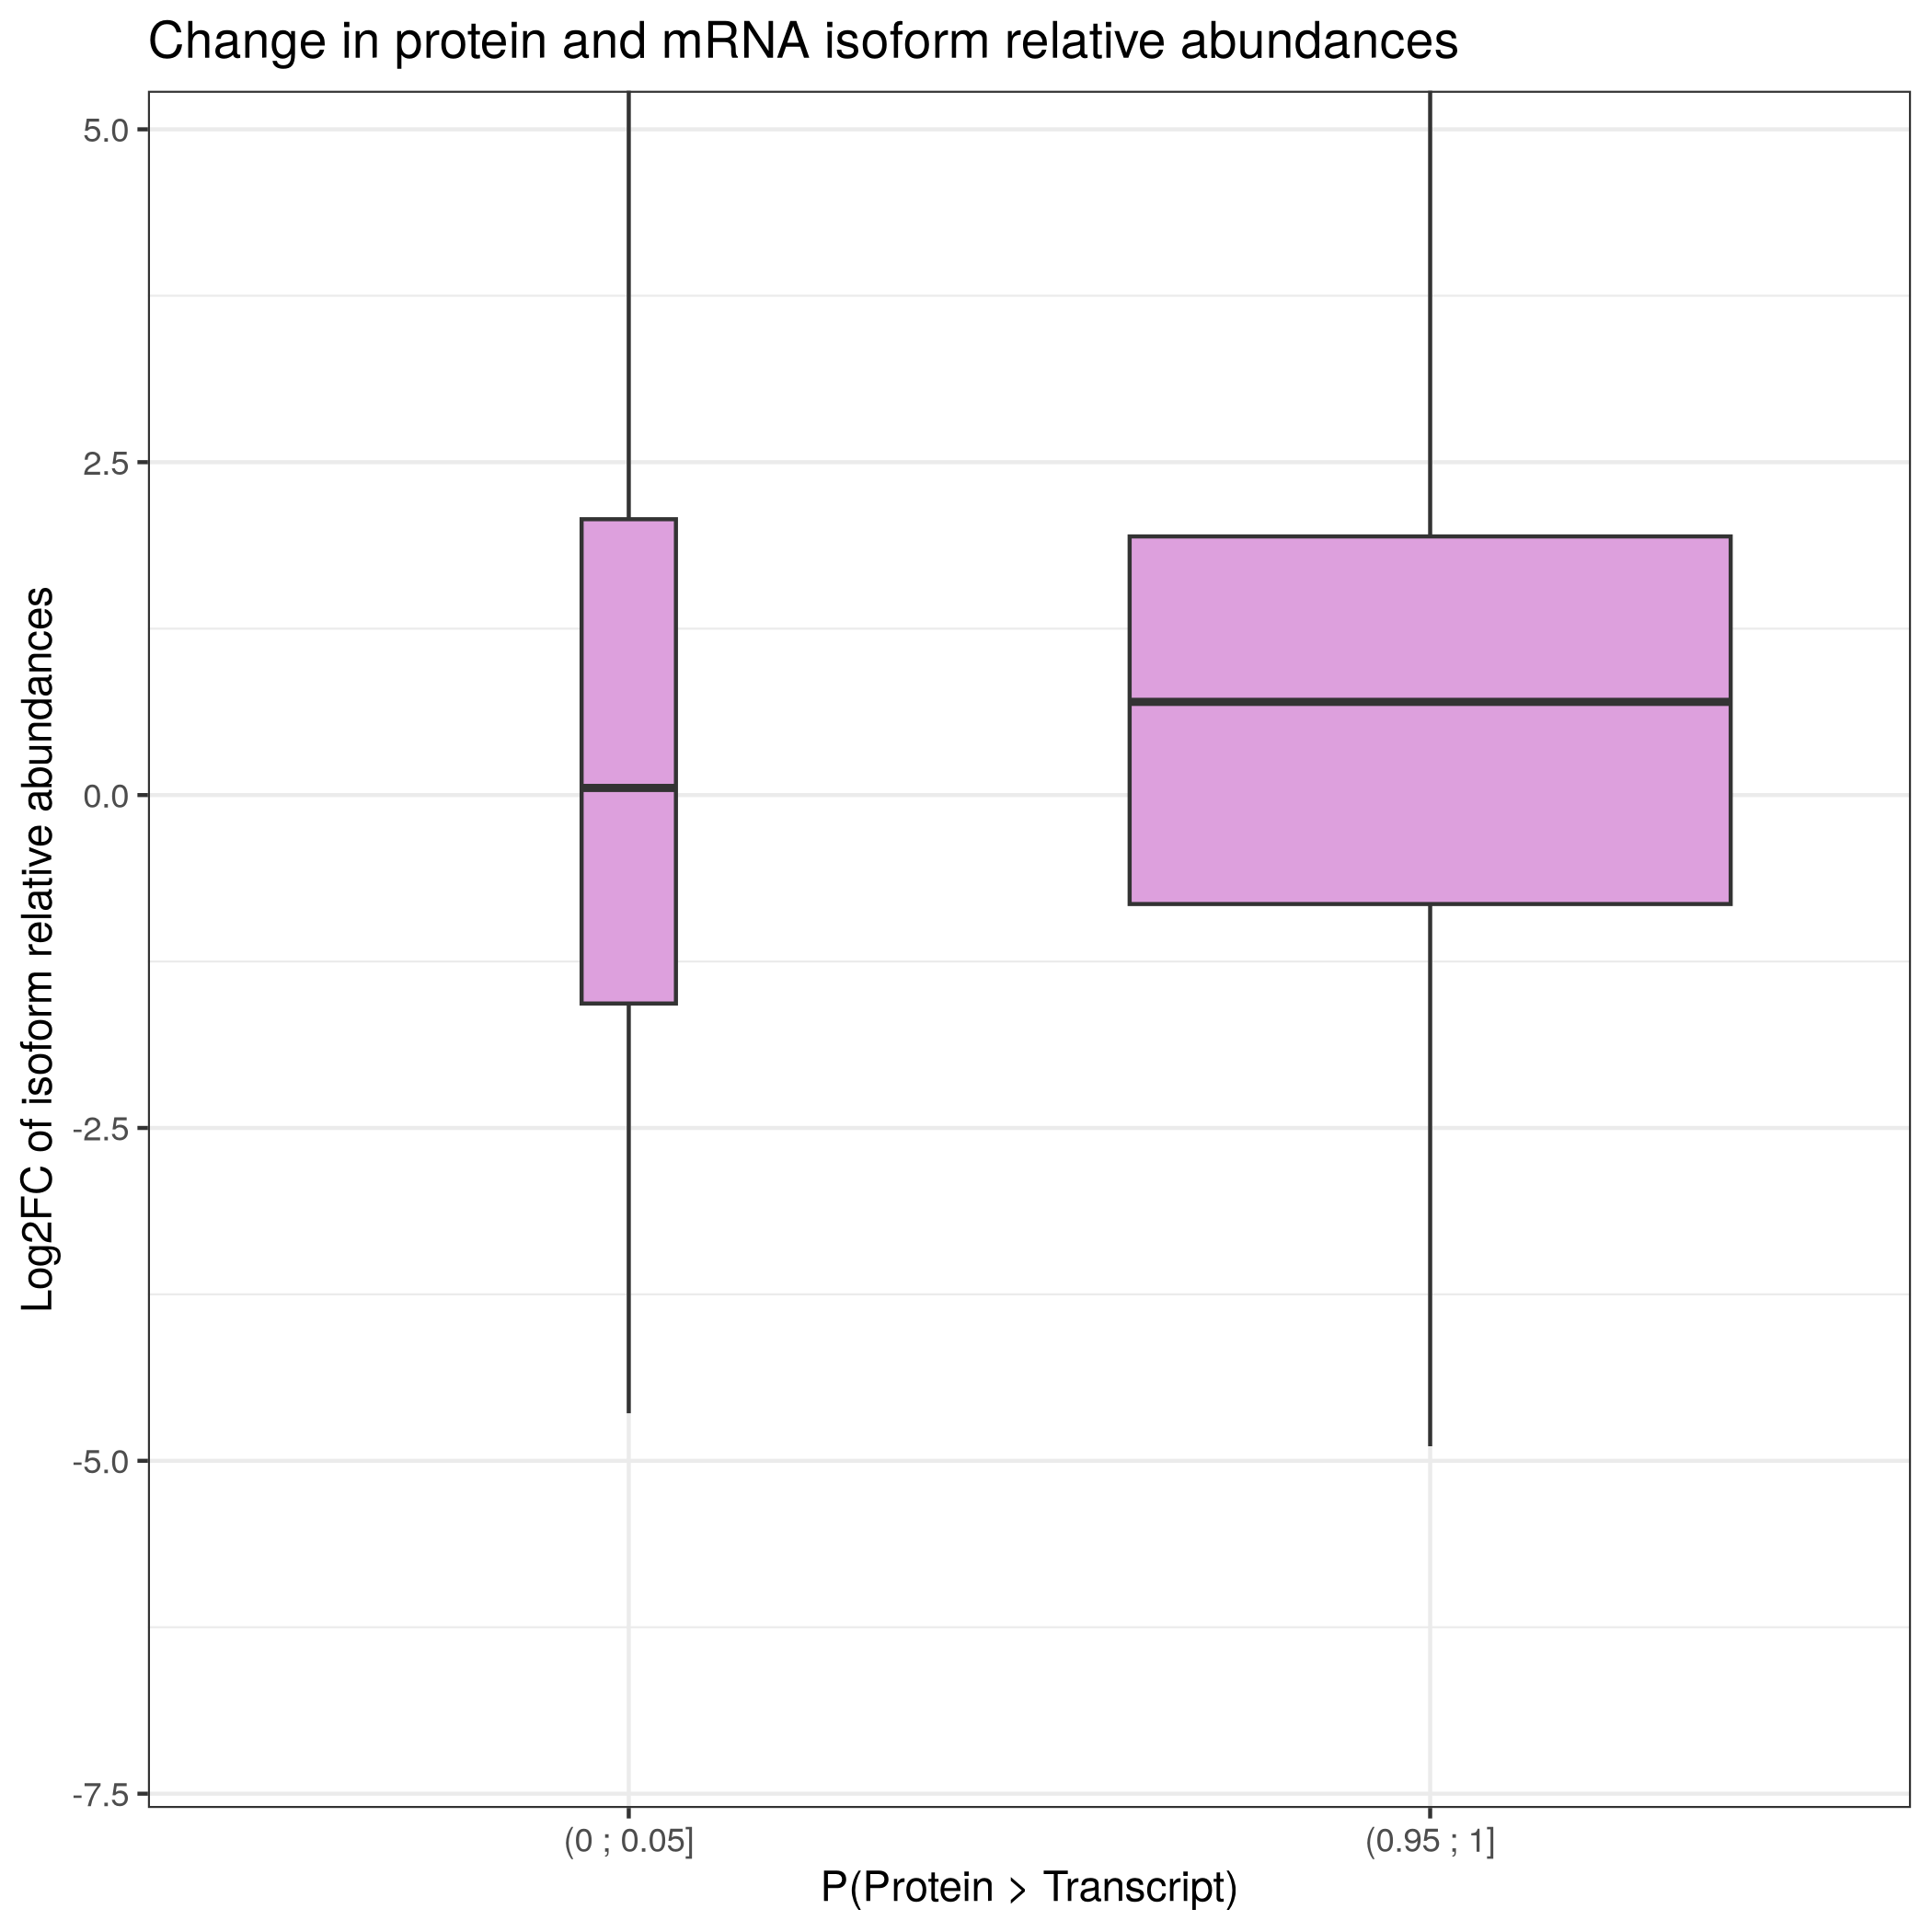 Change in protein and mRNA isoform relative abundances
Log2FC of isoform relative abundances
5.0
2.5
0.0
-2.5
-5.0
-7.5
(0 ; 0.05]
(0.95 ; 1]
P(Protein > Transcript)